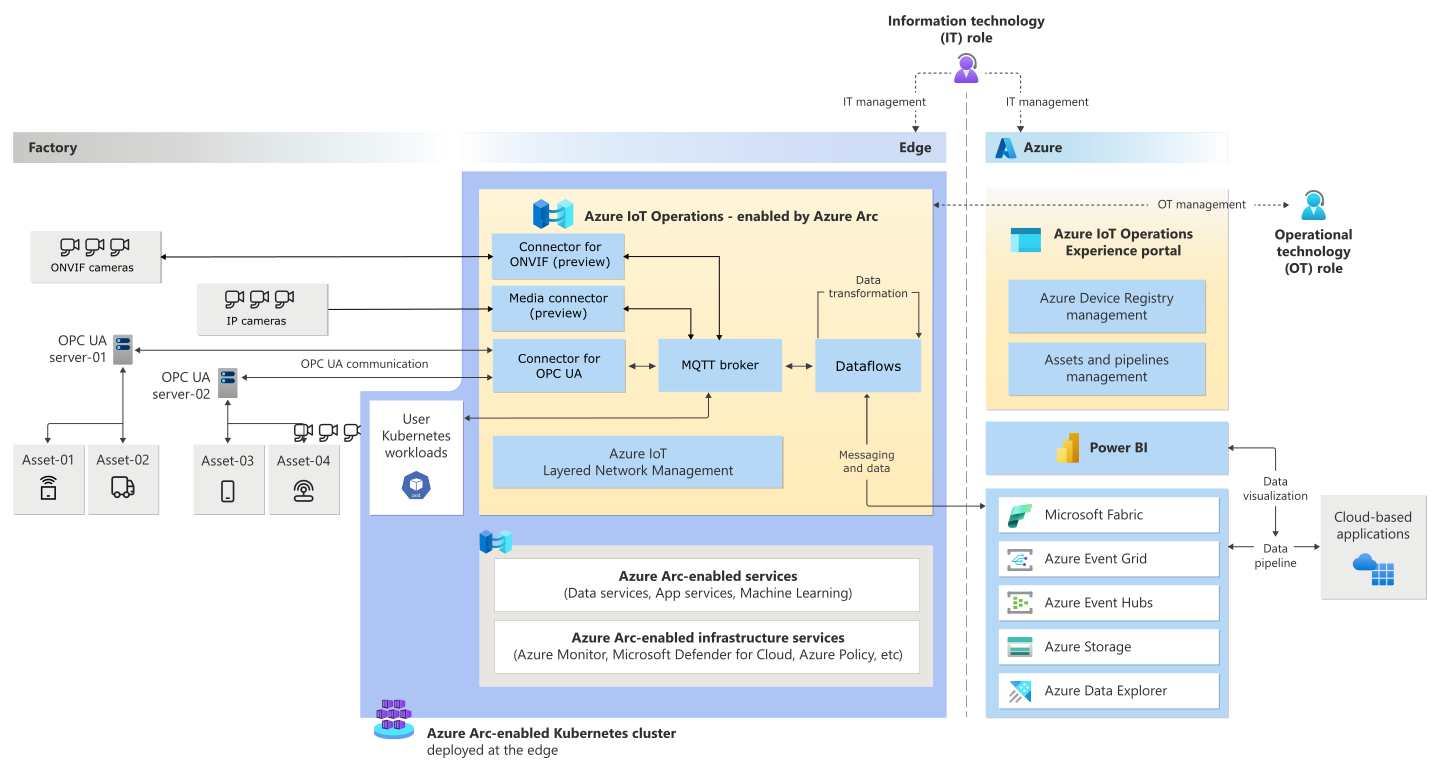 Information technology
(IT) role
IT management
IT management
Factory
Edge
Azure
Azure IoT Operations - enabled by Azure Arc
OT management
Operational
technology
(OT) role
ONVIF cameras
IP cameras
OPC UA
server-01
OPC UA
server-02
OPC UA communication
Asset-01
Asset-02
Asset-03
Asset-04
Connector for
ONVIF (preview)
Media connector
(preview)
Connector for
OPC UA
MQTT broker
Data
transformation
Dataflows
User
Kubernetes
workloads
pod
Azure IoT
Layered Network Management
Messaging
and data
Azure Arc-enabled services
(Data services, App services, Machine Learning)
Azure Arc-enabled infrastructure services
(Azure Monitor, Microsoft Defender for Cloud, Azure Policy, etc)
Azure Arc-enabled Kubernetes cluster
deployed at the edge
Azure IoT Operations
Experience portal
Azure Device Registry
management
Assets and pipelines
management
Power BI
Microsoft Fabric
Azure Event Grid
Azure Event Hubs
Azure Storage
Azure Data Explorer
Data
visualization
Data
pipeline
Cloud-based
applications